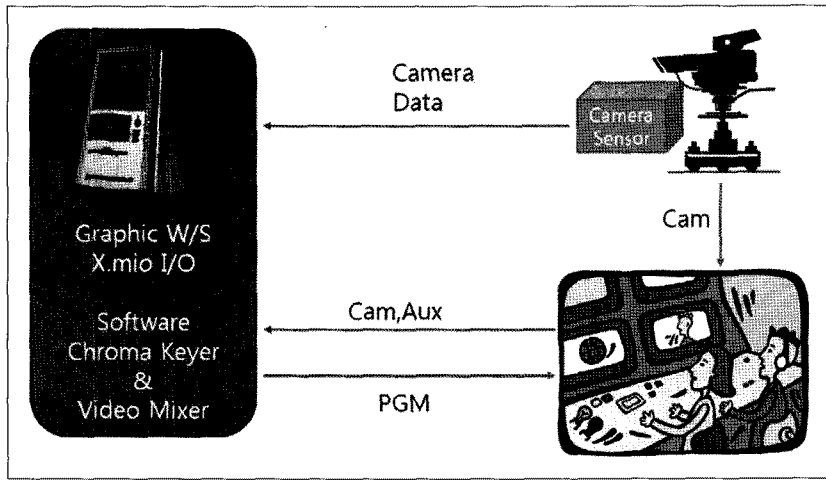 Camera
Data
Camera
Sensor
Cam
Graphic W/S
X.mio I/O
Software
Chroma Keyer
&
Video Mixer
Cam,Aux
PGM